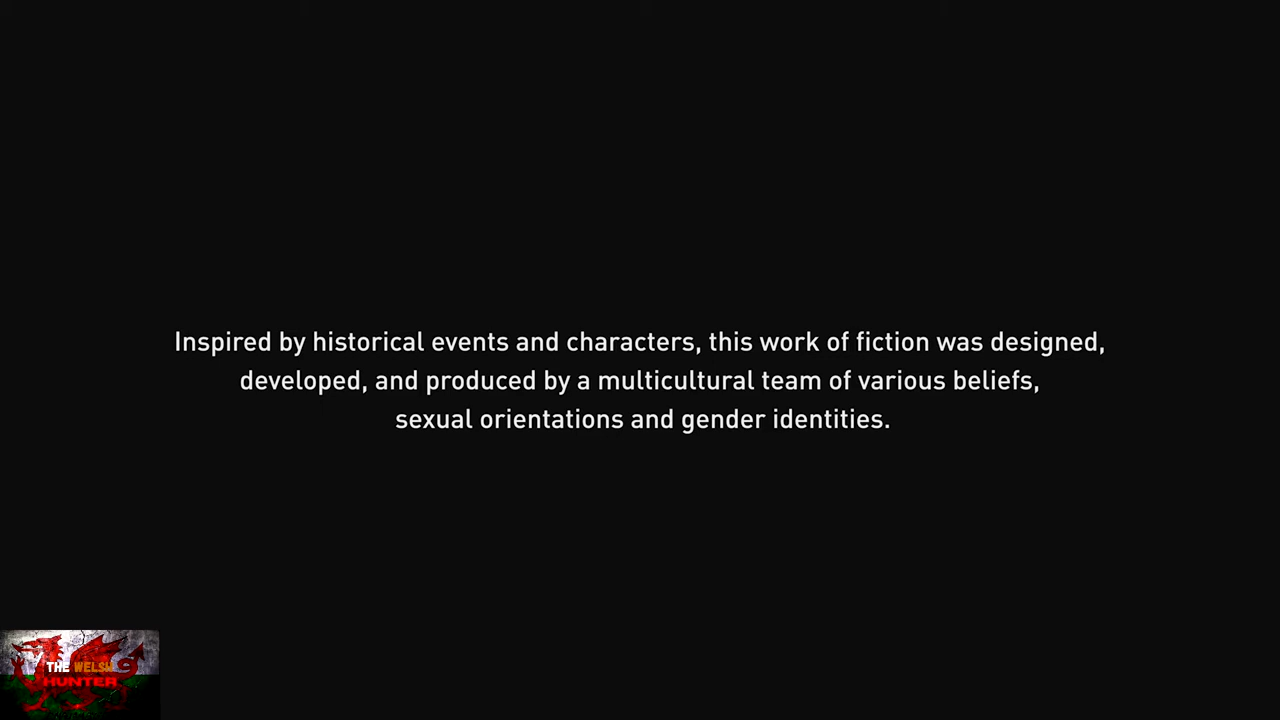 Inspired by historical events and characters, this work of fiction was designed,
developed, and produced by a multicultural team of various beliefs,
sexual orientations and gender identities.
THE WELSH
HUNTER